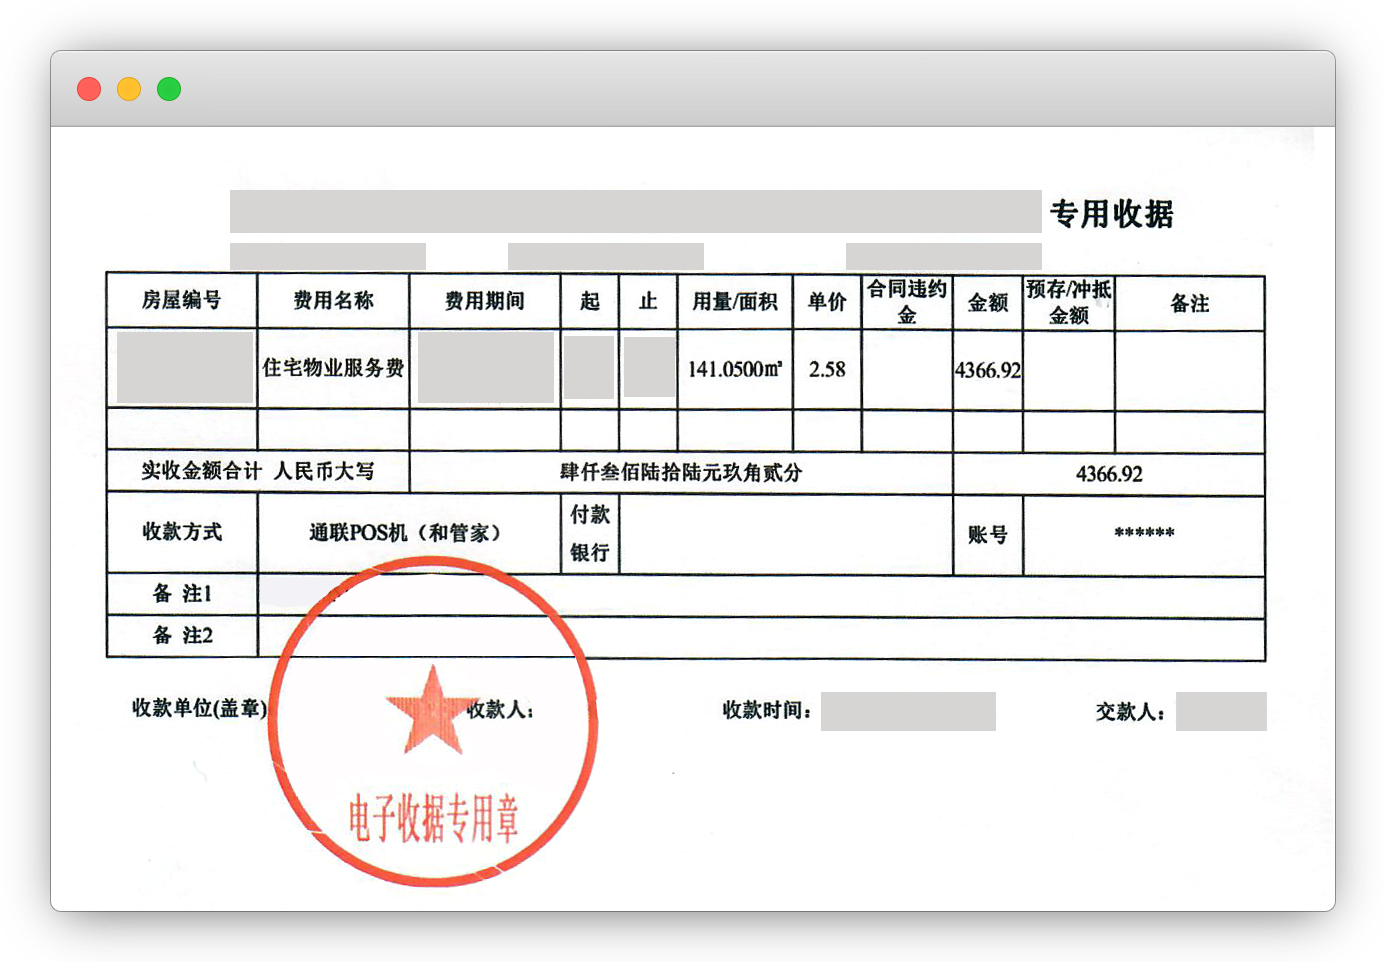 专用收据
房屋编号 费用名称 费用期间 起 止 用量/面积 单价 合同违约金 金额 预存/冲抵金额 备注
住宅物业服务费 141.0500㎡ 2.58 4366.92
实收金额合计 人民币大写 肆仟叁佰陆拾陆元玖角贰分 4366.92
收款方式 通联POS机（和管家） 付款银行 账号 ******
备 注1
备 注2
收款单位(盖章) 收款人： 收款时间： 交款人：
电子收据专用章